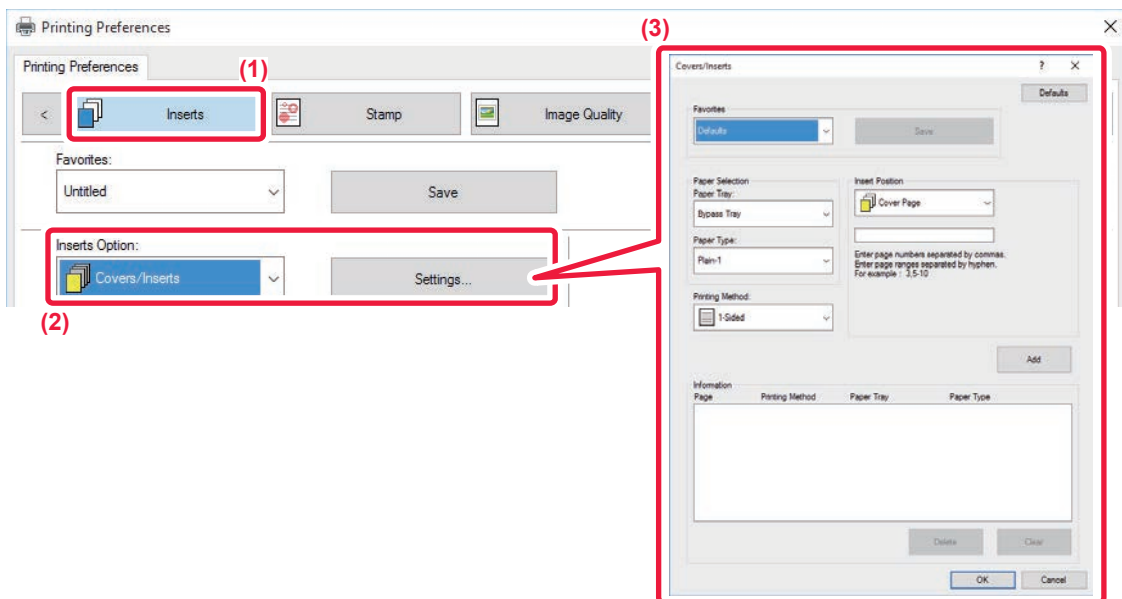 Printing Preferences
(1)
Printing Preferences
<
Inserts
Stamp
Image Quality
Favorites:
Untitled
Save
Inserts Option:
Covers/Inserts
Settings...
(2)
(3)
Covers/Inserts
?
Defaults
Favorites
Defaults
Save
Paper Selection
Paper Tray:
Bypass Tray
Paper Type:
Plain-1
Printing Method:
1-Sided
Insert Position
Cover Page
Enter page numbers separated by commas.
Enter page ranges separated by hyphen.
For example : 3,5-10
Add
Information
Page Printing Method Paper Tray Paper Type
Delete Clear
OK Cancel